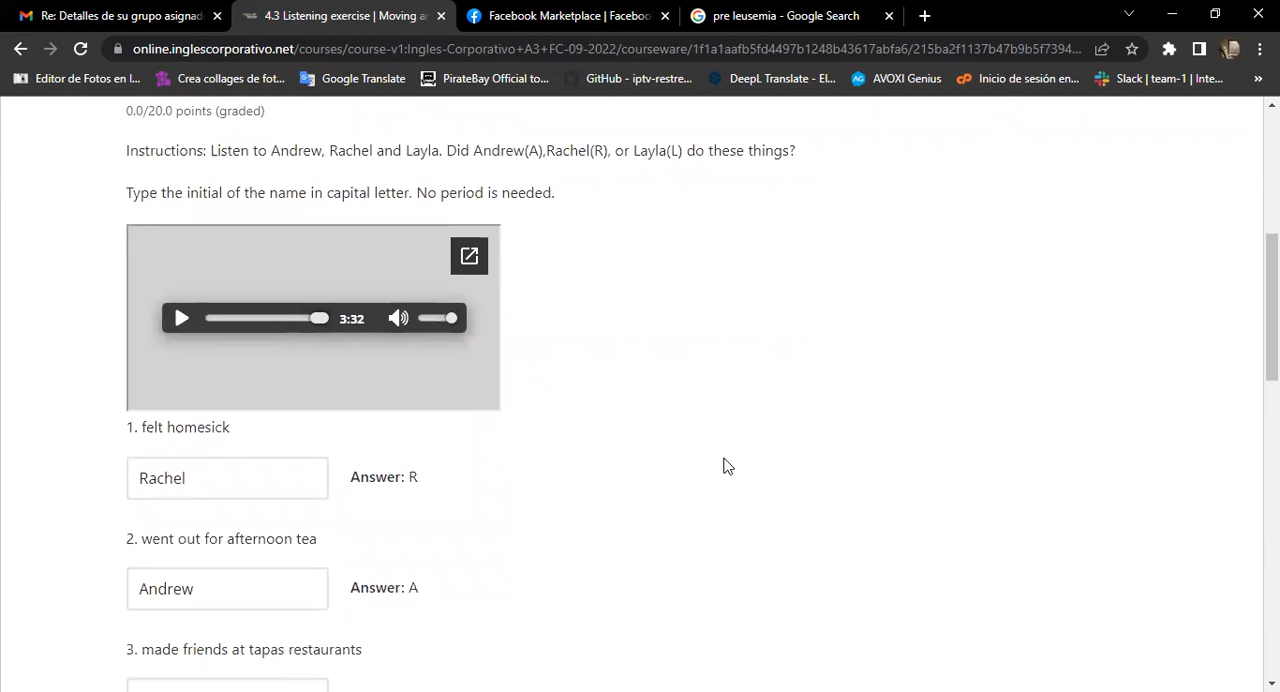 Re: Detalles de su grupo asignad
4.3 Listening exercise | Moving a
Facebook Marketplace | Faceboo
pre leusemia - Google Search
online.inglescorporativo.net/courses/course-v1:Ingles-Corporativo+A3+FC-09-2022/courseware/1f1a1aafb5fd4497b1248b43617abfa6/215ba2f1137b47b9b5f7394...
Editor de Fotos en l... Crea collages de fot... Google Translate PirateBay Official to... GitHub - iptv-restre... DeepL Translate - El... AVOXI Genius Inicio de sesión en... Slack | team-1 | Inte... »
0.0/20.0 points (graded)
Instructions: Listen to Andrew, Rachel and Layla. Did Andrew(A),Rachel(R), or Layla(L) do these things?
Type the initial of the name in capital letter. No period is needed.
3:32
1. felt homesick
Rachel Answer: R
2. went out for afternoon tea
Andrew Answer: A
3. made friends at tapas restaurants